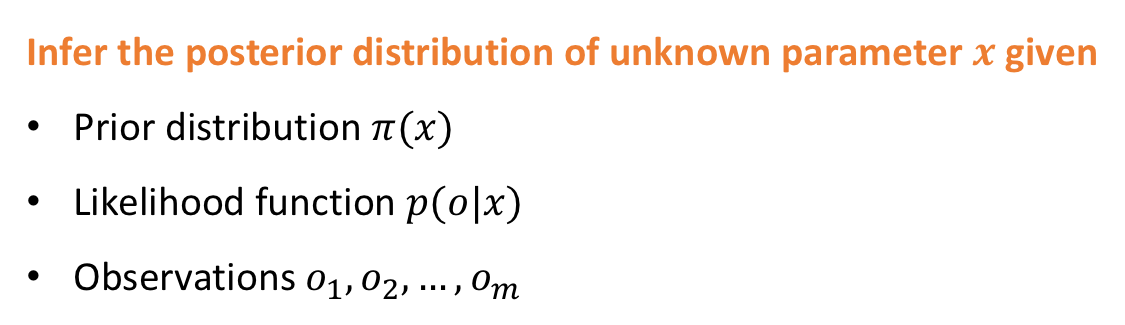 Infer the posterior distribution of unknown parameter x given
• Prior distribution π(x)
• Likelihood function p(o|x)
• Observations o₁, o₂, … , oₘ